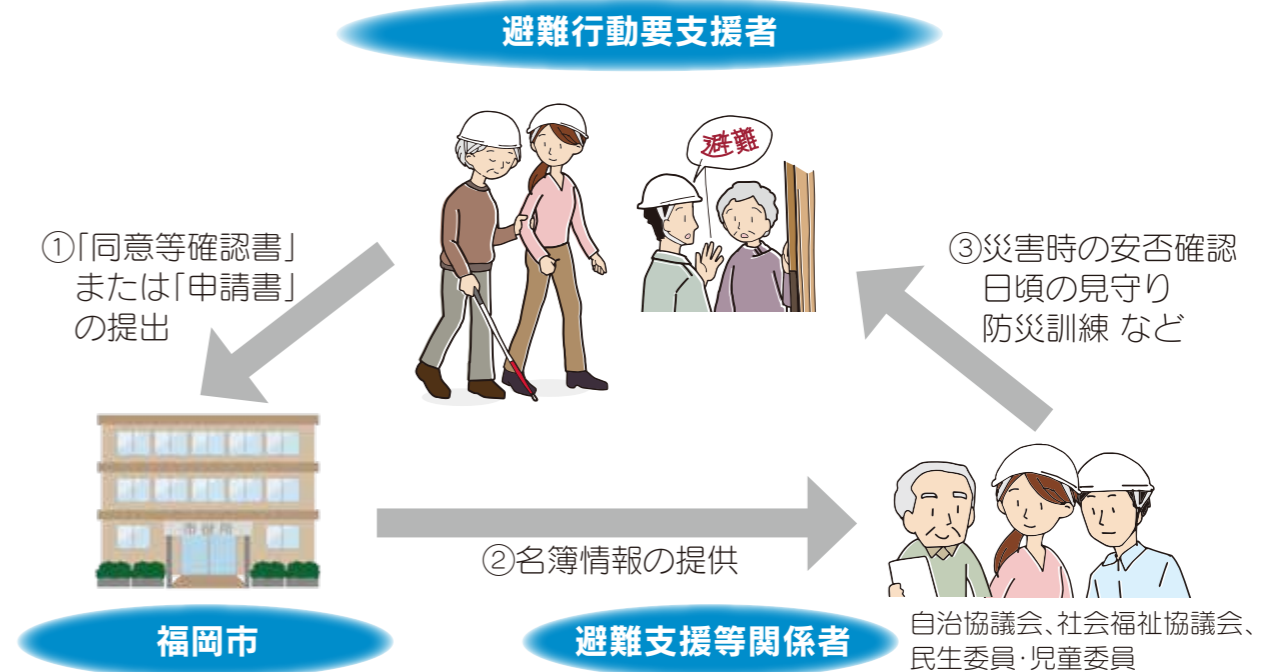 避難行動要支援者
避難
①「同意等確認書」
または「申請書」
の提出
③災害時の安否確認
日頃の見守り
防災訓練 など
市役所
②名簿情報の提供
福岡市
避難支援等関係者
自治協議会、社会福祉協議会、
民生委員・児童委員